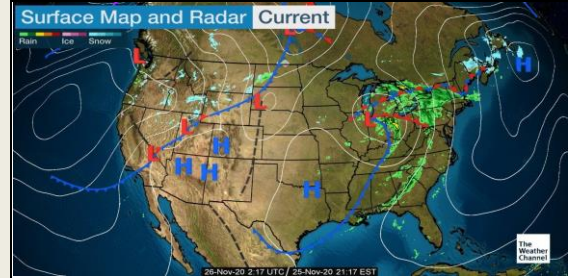 Surface Map and Radar Current
Rain Ice Snow
L
L
H
L
L
L
L
H
H
H
H
The
Weather
Channel
26-Nov-20 2:17 UTC / 25-Nov-20 21:17 EST